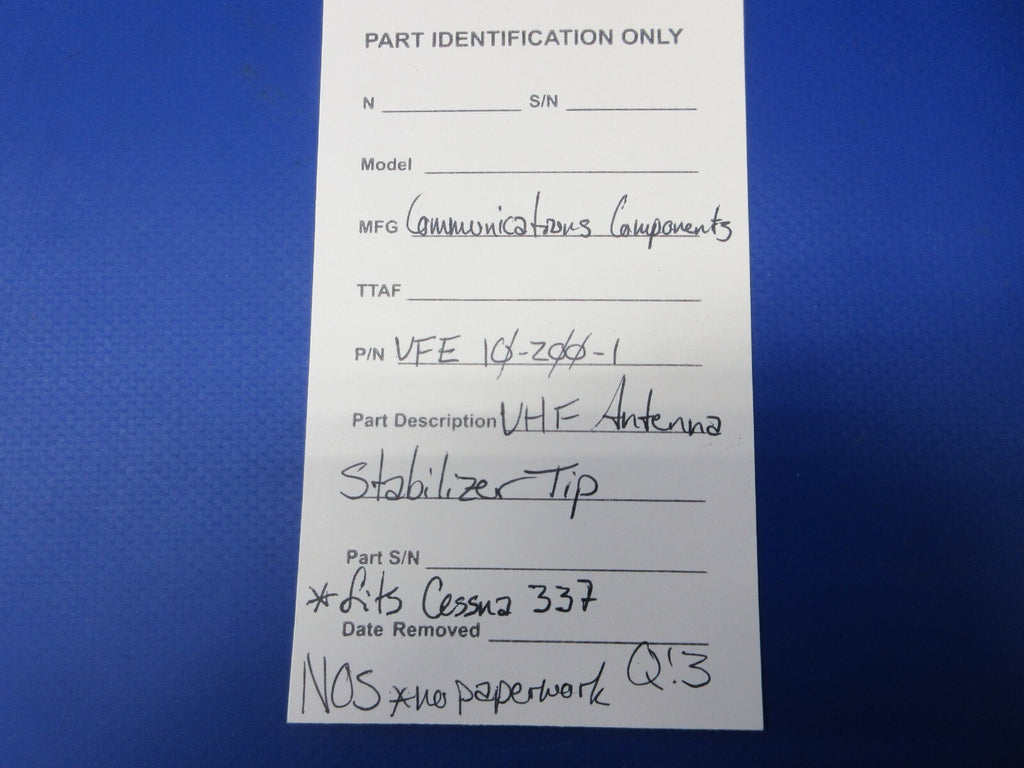 PART IDENTIFICATION ONLY
N S/N
Model
MFG Communications Components
TTAF
P/N VFE 10-200-1
Part Description VHF Antenna
Stabilizer Tip
Part S/N
*fits Cessna 337
Date Removed
NOS *no paperwork Q!3